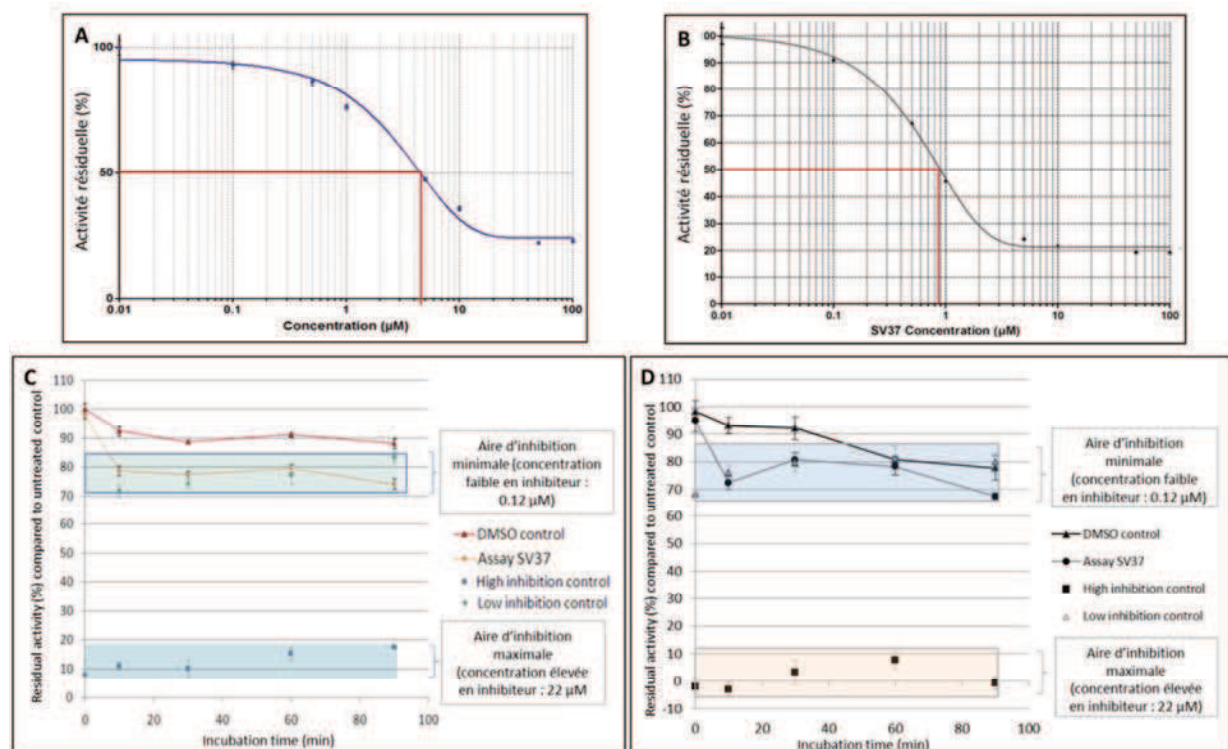 A
Activité résiduelle (%)
100
50
0
0.01
0.1
1
10
100
Concentration (µM)
B
Activité résiduelle (%)
00
90
80
70
60
50
40
30
20
10
0
0.01
0.1
1
10
100
SV37 Concentration (µM)
C
Residual activity (%) compared to untreated control
110
100
90
80
70
60
50
40
30
20
10
0
0
20
40
60
80
100
Incubation time (min)
Aire d'inhibition
minimale (concentration
faible en inhibiteur :
0.12 µM)
DMSO control
Assay SV37
High inhibition control
Low inhibition control
Aire d'inhibition
maximale
(concentration élevée
en inhibiteur : 22 µM
D
Residual activity (%) compared to untreated control
110
100
90
80
70
60
50
40
30
20
10
0
-10
0
20
40
60
80
100
Incubation time (min)
Aire d'inhibition
minimale
(concentration faible
en inhibiteur : 0.12 µM)
DMSO control
Assay SV37
High inhibition control
Low inhibition control
Aire d'inhibition
maximale
(concentration élevée
en inhibiteur : 22 µM)